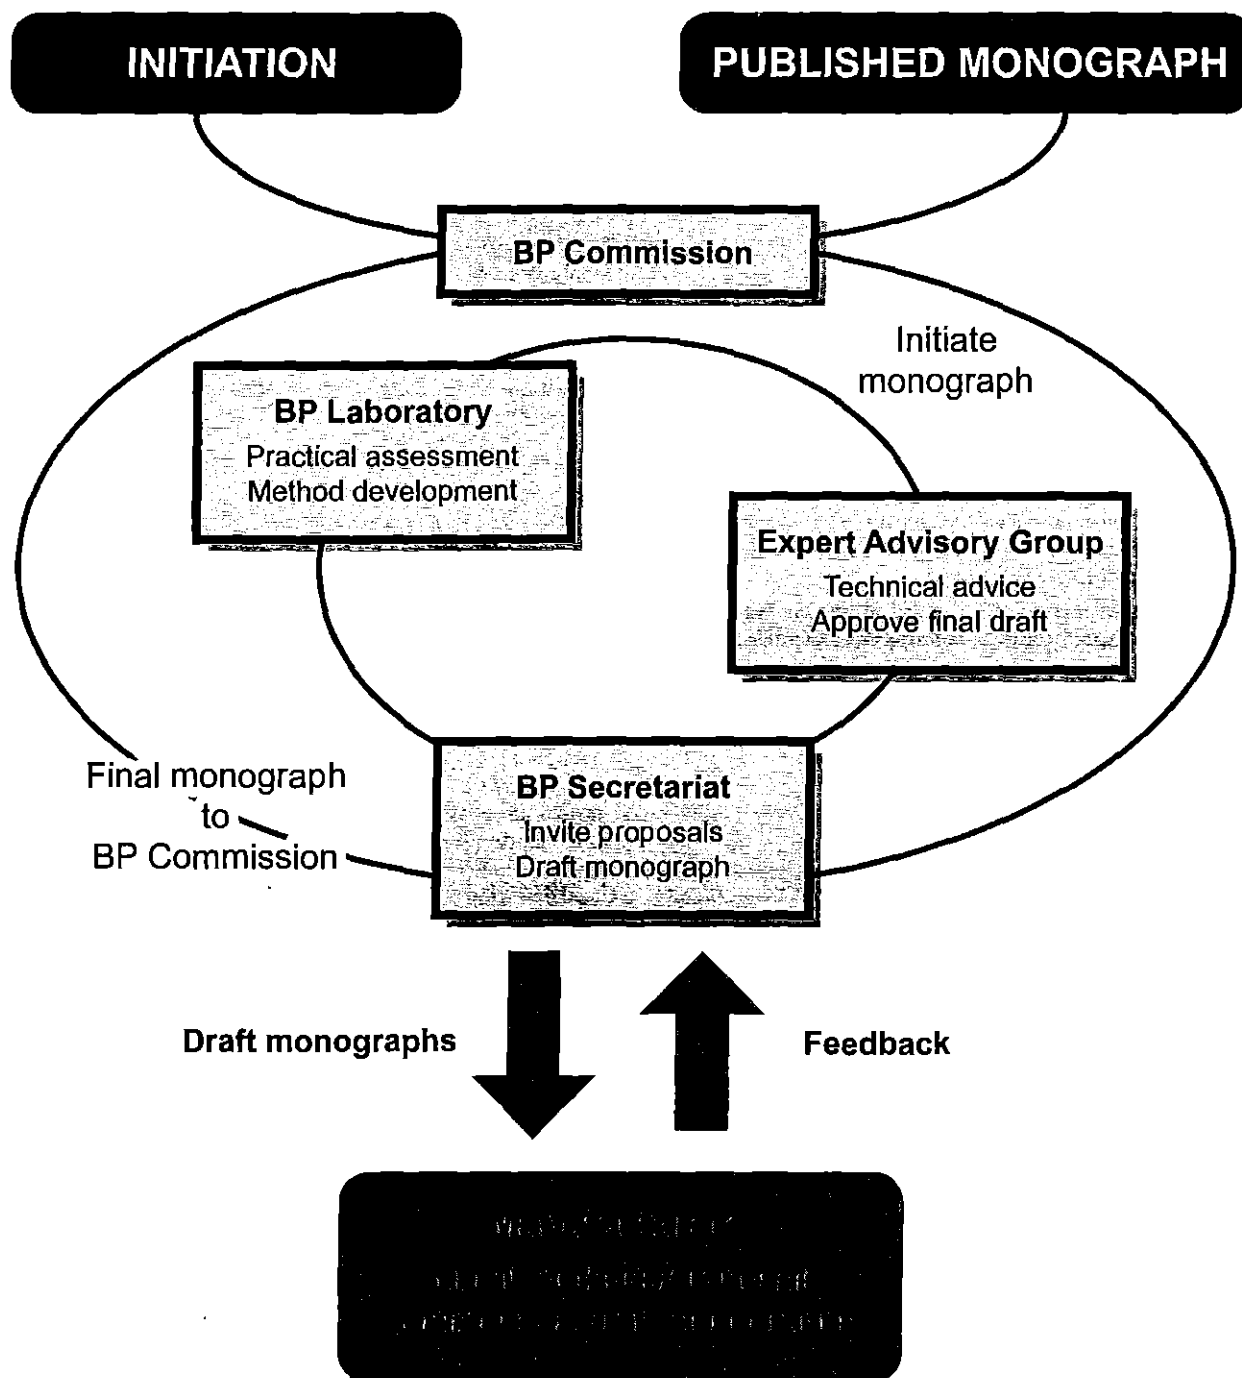 INITIATION
PUBLISHED MONOGRAPH
BP Commission
Initiate
monograph
BP Laboratory
Practical assessment
Method development
Expert Advisory Group
Technical advice
Approve final draft
Final monograph
to
BP Commission
BP Secretariat
Invite proposals
Draft monograph
Draft monographs
Feedback